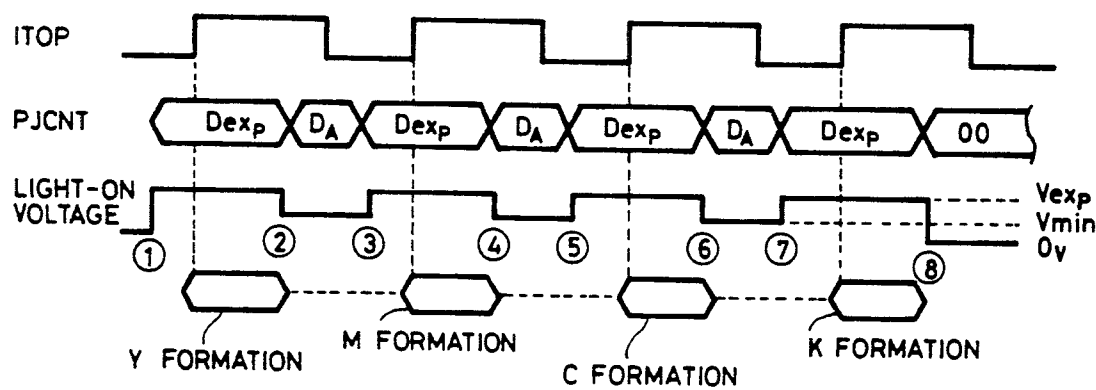 ITOP
PJCNT DexP DA DexP DA DexP DA DexP 00
LIGHT-ON
VOLTAGE
VexP
Vmin
0V
① ② ③ ④ ⑤ ⑥ ⑦ ⑧
Y FORMATION
M FORMATION
C FORMATION
K FORMATION